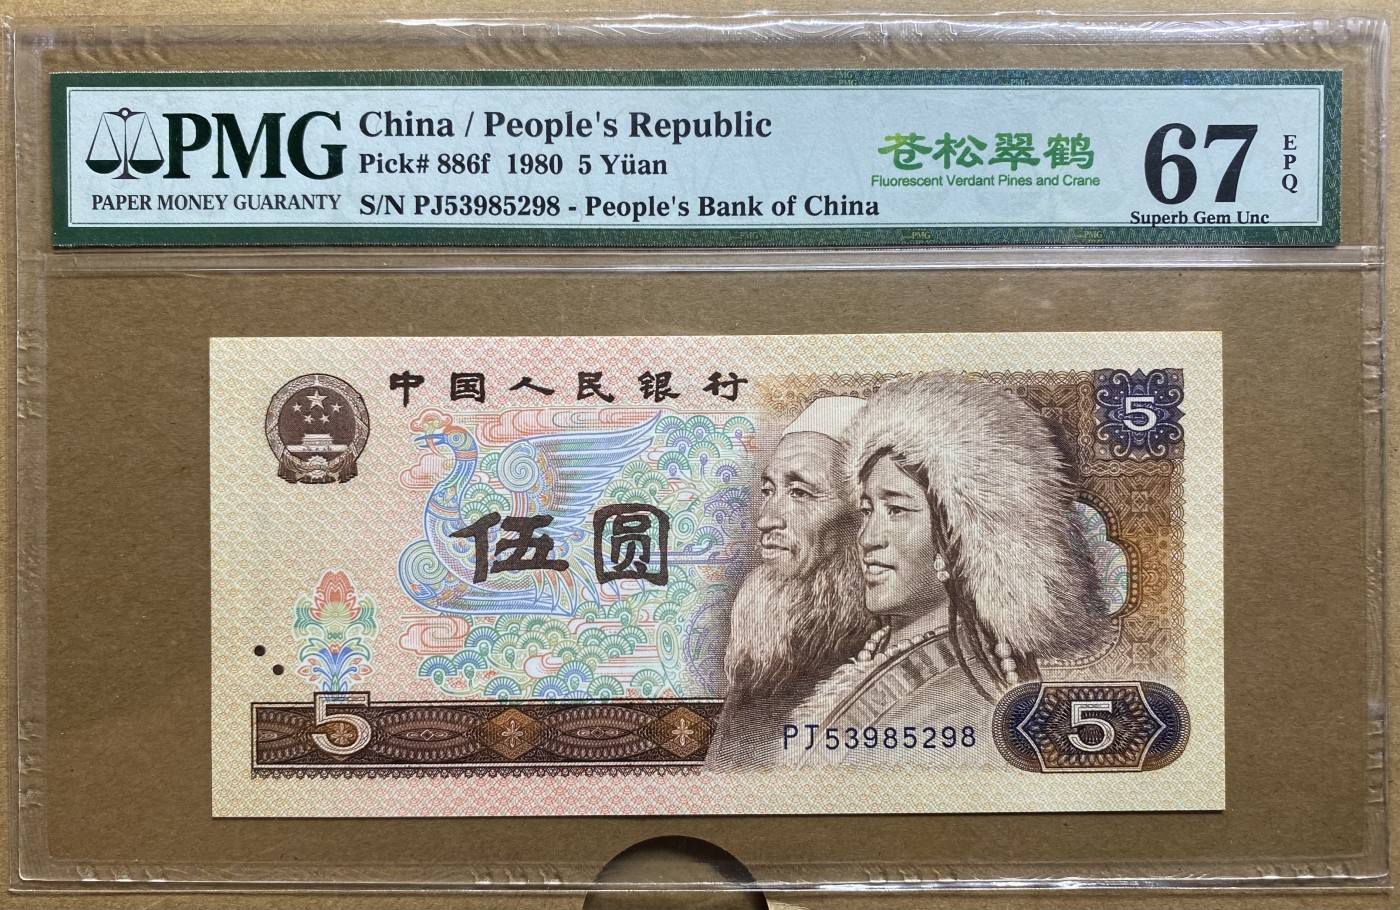 PMG
PAPER MONEY GUARANTY
China / People's Republic
Pick# 886f 1980 5 Yüan
S/N PJ53985298 - People's Bank of China
苍松翠鹤
Fluorescent Verdant Pines and Crane
67
EPQ
Superb Gem Unc
中国人民银行
5
伍圆
5
PJ53985298
5